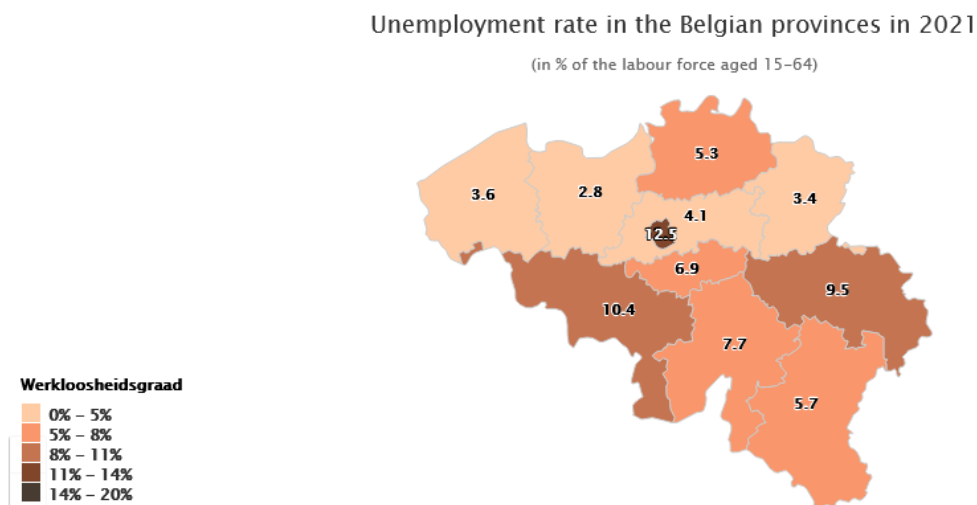 Unemployment rate in the Belgian provinces in 2021
(in % of the labour force aged 15-64)
5.3
3.6
2.8
3.4
4.1
12.5
6.9
9.5
10.4
7.7
5.7
Werkloosheidsgraad
0% - 5%
5% - 8%
8% - 11%
11% - 14%
14% - 20%